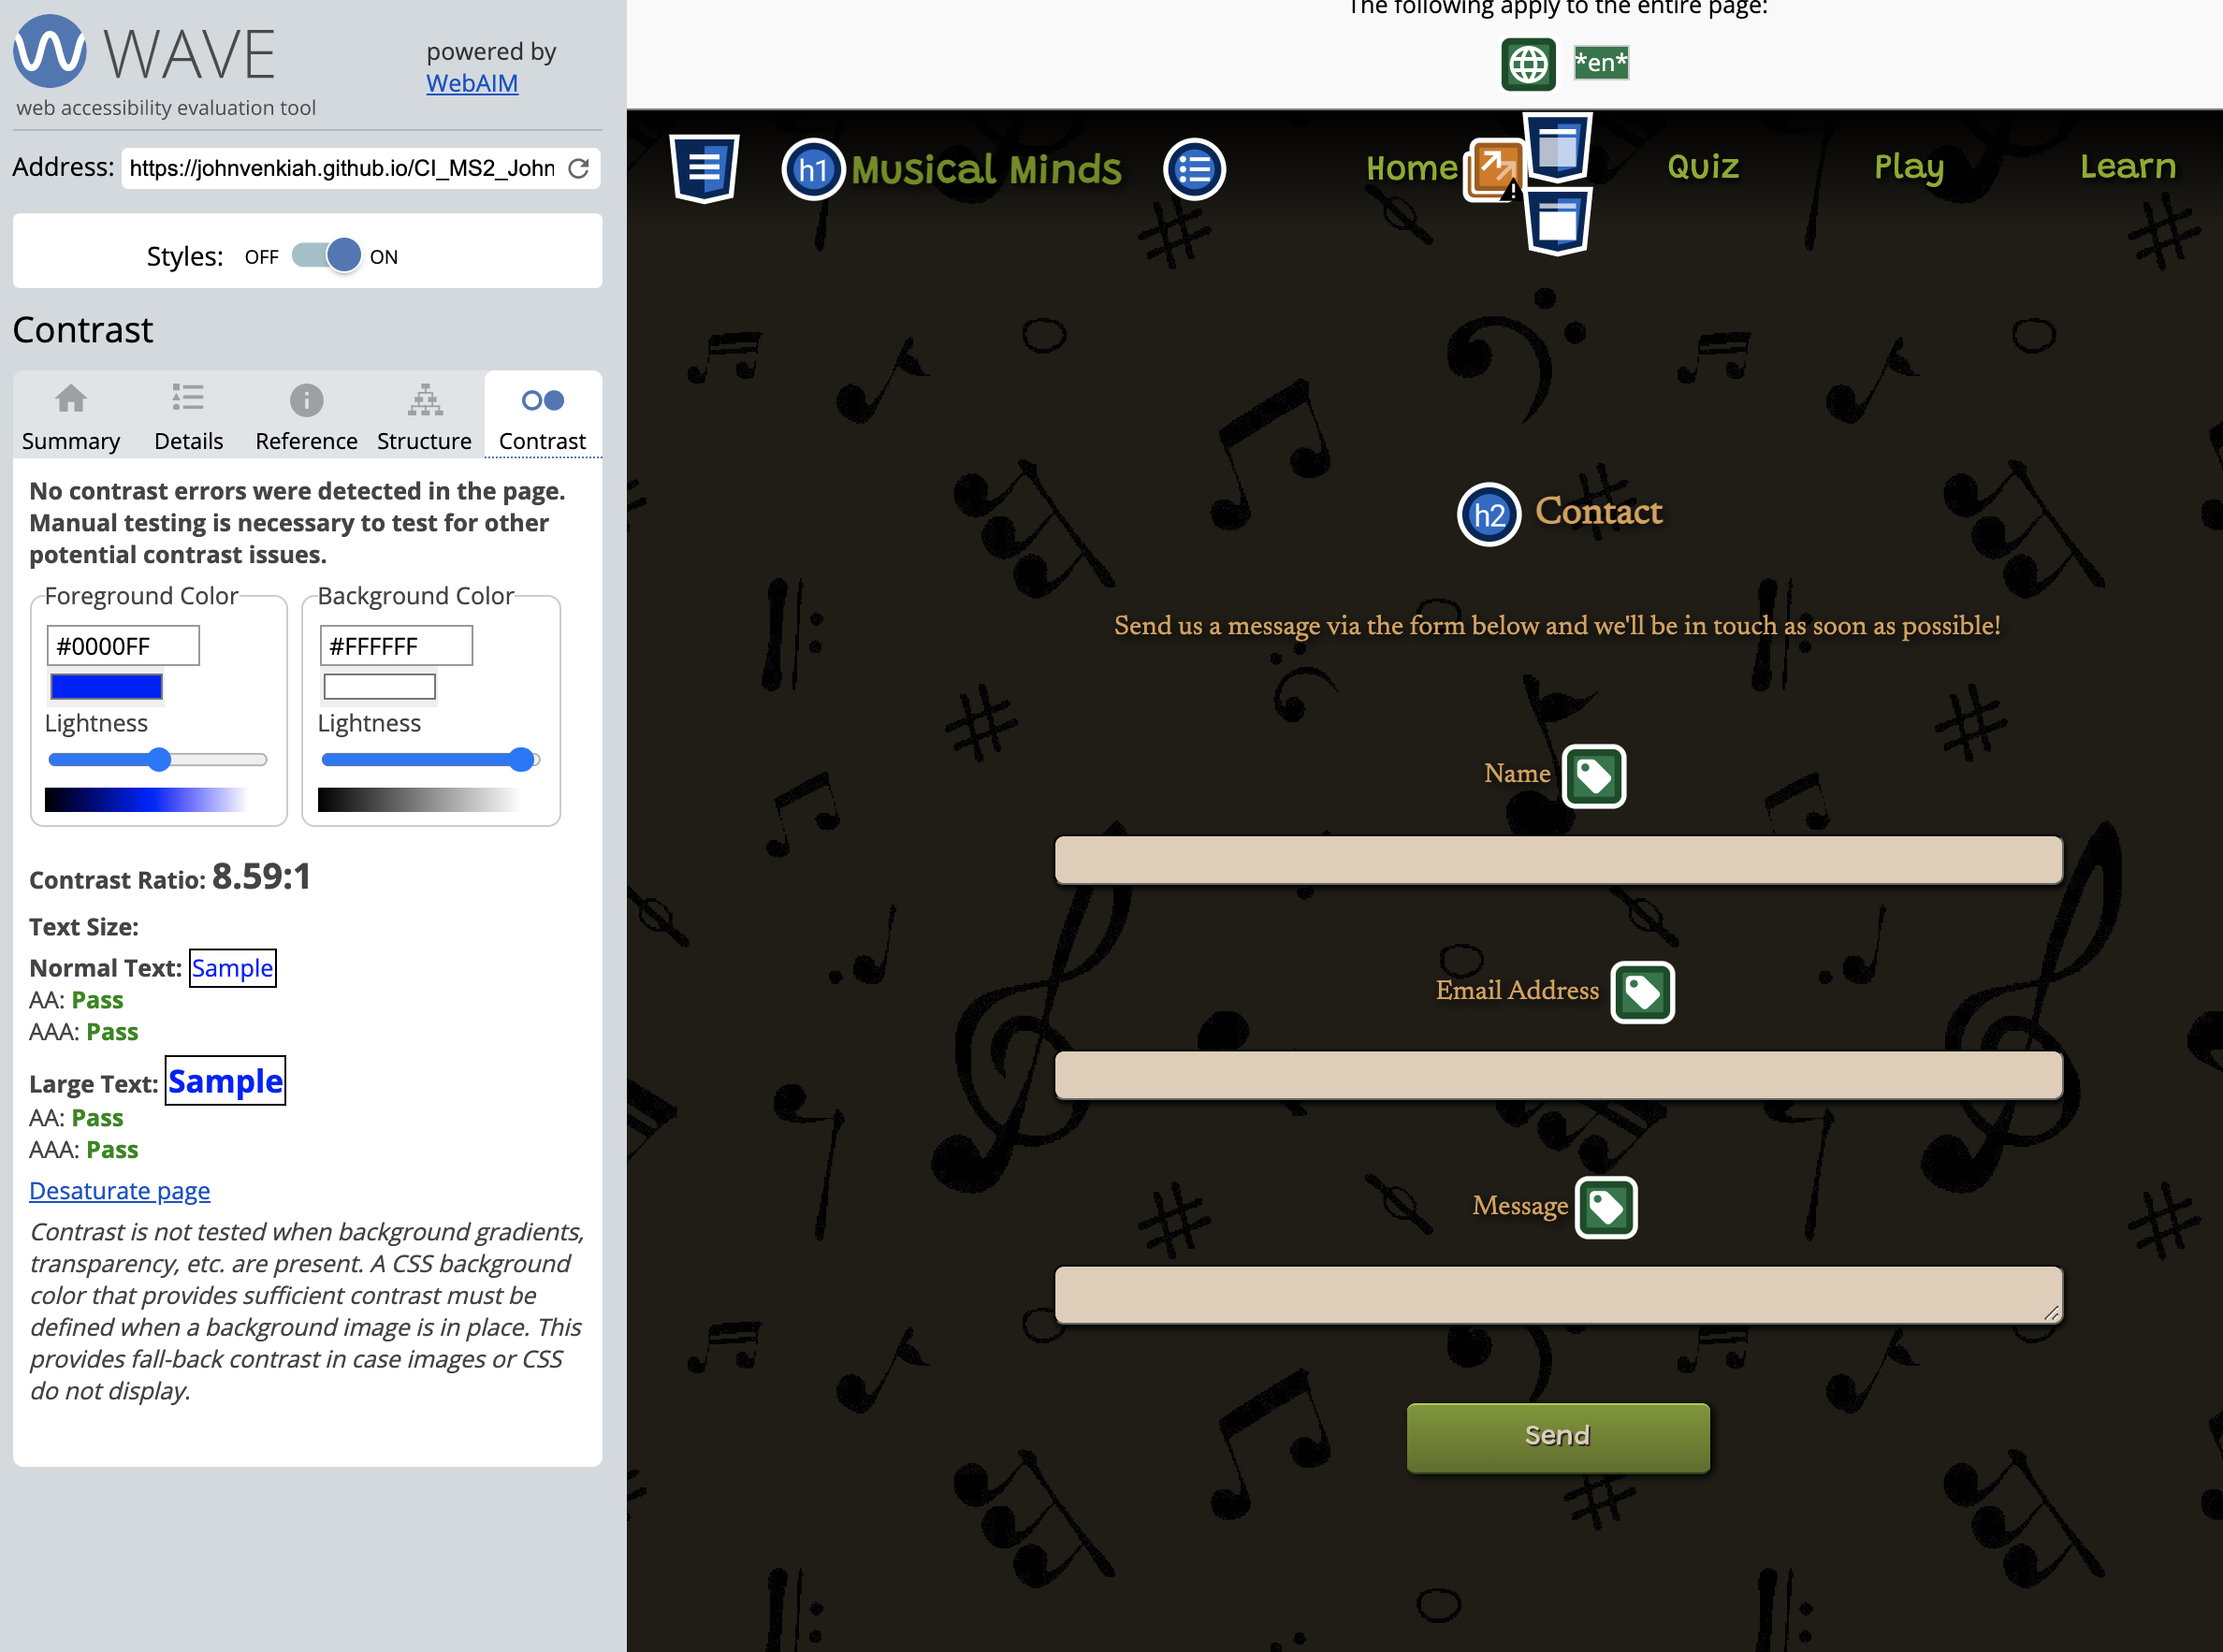 WAVE
web accessibility evaluation tool
powered by
WebAIM
Address: https://johnvenkiah.github.io/CI_MS2_John
Styles: OFF ON
Contrast
Summary Details Reference Structure Contrast
No contrast errors were detected in the page.
Manual testing is necessary to test for other
potential contrast issues.
Foreground Color Background Color
#0000FF #FFFFFF
Lightness Lightness
Contrast Ratio: 8.59:1
Text Size:
Normal Text: Sample
AA: Pass
AAA: Pass
Large Text: Sample
AA: Pass
AAA: Pass
Desaturate page
Contrast is not tested when background gradients,
transparency, etc. are present. A CSS background
color that provides sufficient contrast must be
defined when a background image is in place. This
provides fall-back contrast in case images or CSS
do not display.
The following apply to the entire page:
*en*
h1 Musical Minds Home Quiz Play Learn
h2 Contact
Send us a message via the form below and we'll be in touch as soon as possible!
Name
Email Address
Message
Send